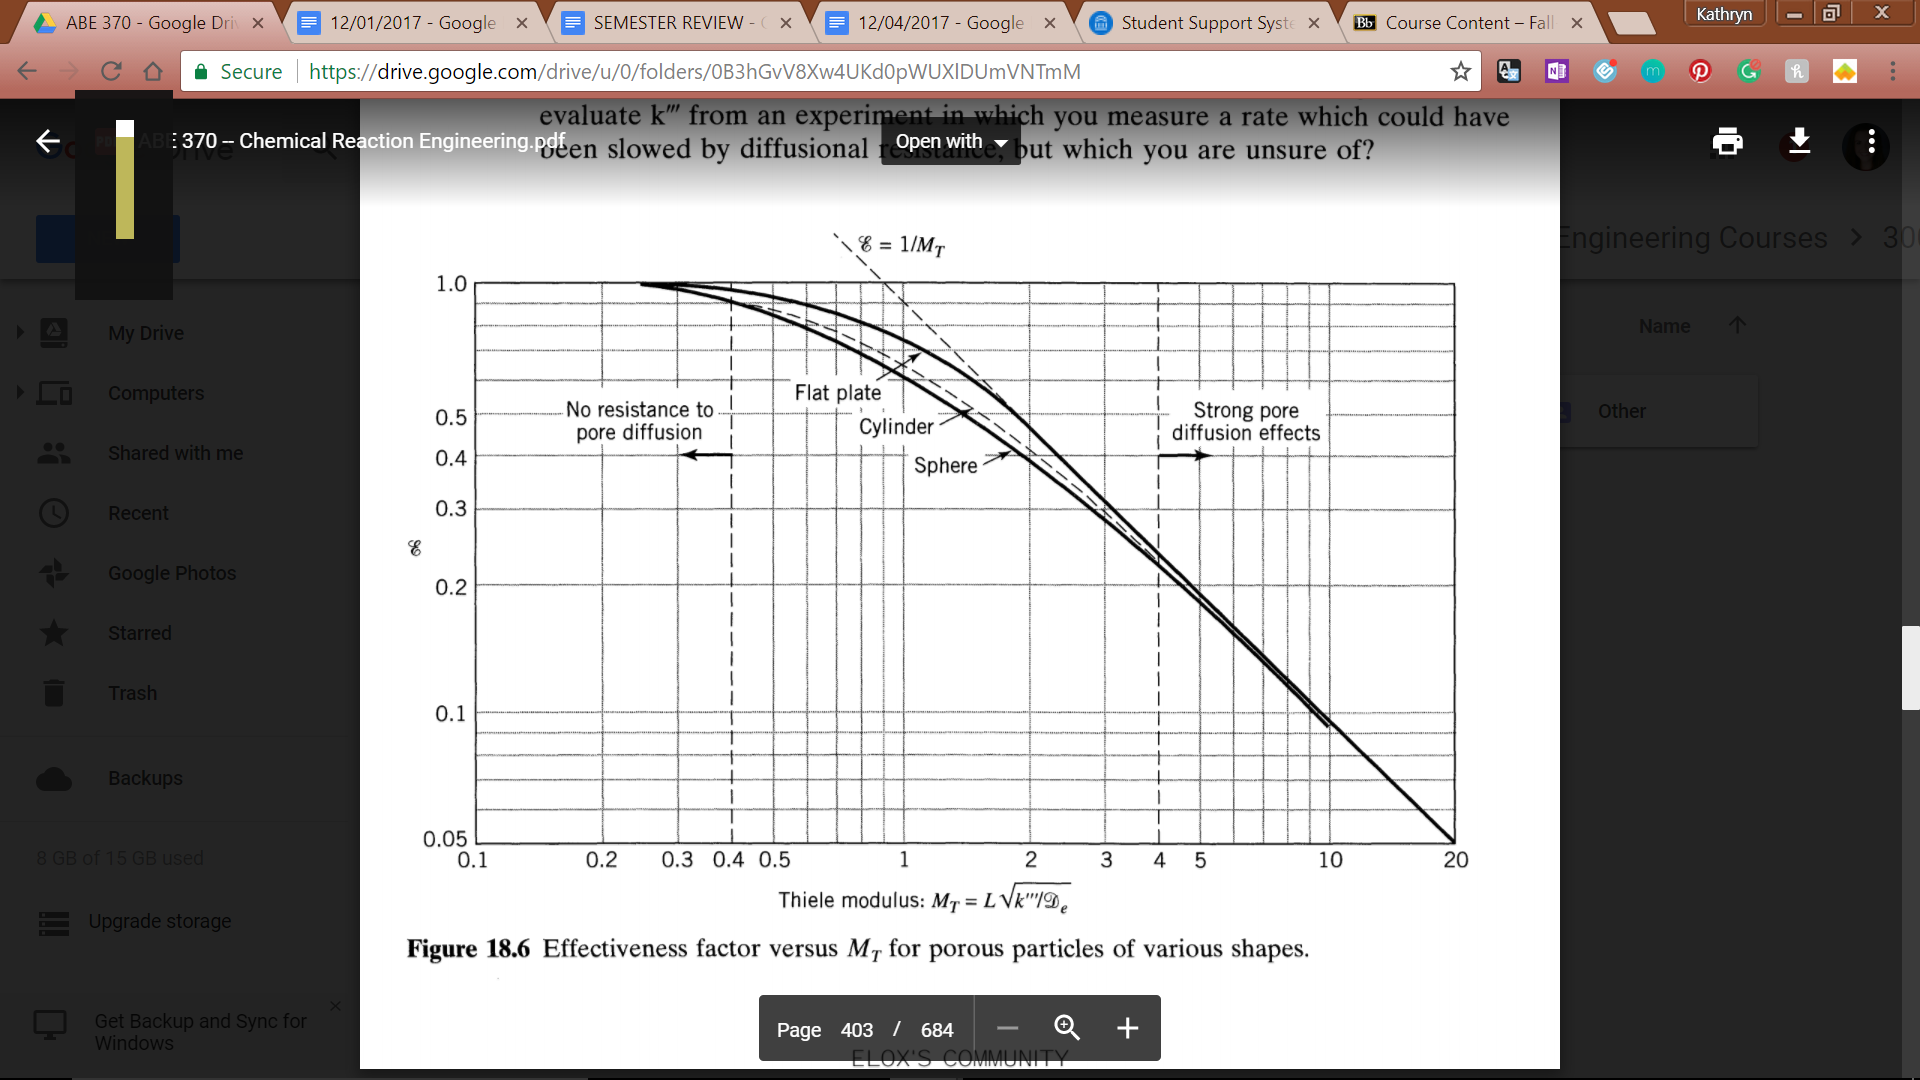 ABE 370 - Google Driv
12/01/2017 - Google
SEMESTER REVIEW - G
12/04/2017 - Google
Student Support Syste
Course Content – Fall
Kathryn
Secure
https://drive.google.com/drive/u/0/folders/0B3hGvV8Xw4UKd0pWUXlDUmVNTmM
evaluate k‴ from an experiment in which you measure a rate which could have
been slowed by diffusional resistance, but which you are unsure of?
ABE 370 – Chemical Reaction Engineering.pdf
Open with
Drive
Engineering Courses > 300
My Drive
Computers
Shared with me
Recent
Google Photos
Starred
Trash
Backups
8 GB of 15 GB used
Upgrade storage
Get Backup and Sync for
Windows
Name
Other
ℰ = 1/M_T
1.0
0.5
0.4
0.3
ℰ
0.2
0.1
0.05
No resistance to
pore diffusion
Flat plate
Cylinder
Sphere
Strong pore
diffusion effects
0.1 0.2 0.3 0.4 0.5 1 2 3 4 5 10 20
Thiele modulus: M_T = L√k‴/𝒟e
Figure 18.6 Effectiveness factor versus M_T for porous particles of various shapes.
Page 403 / 684
ELOX'S COMMUNITY